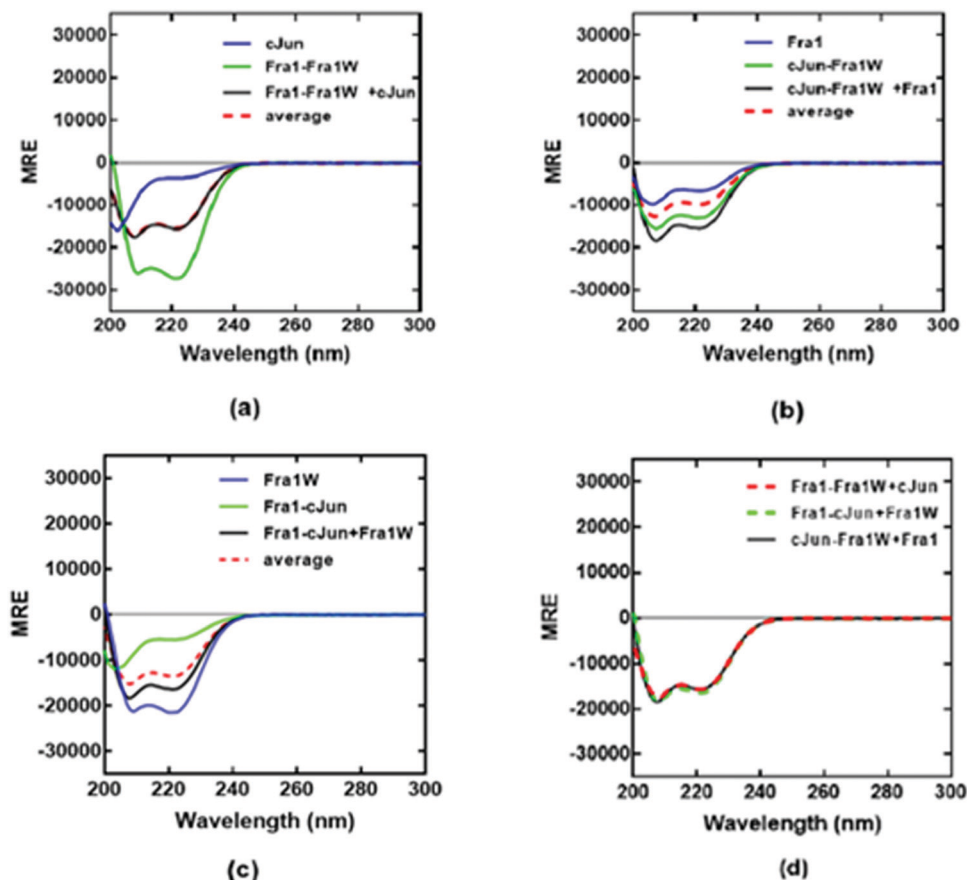 30000
20000
10000
0
-10000
-20000
-30000
MRE
cJun
Fra1-Fra1W
Fra1-Fra1W +cJun
average
200 220 240 260 280 300
Wavelength (nm)
(a)
30000
20000
10000
0
-10000
-20000
-30000
MRE
Fra1
cJun-Fra1W
cJun-Fra1W +Fra1
average
200 220 240 260 280 300
Wavelength (nm)
(b)
30000
20000
10000
0
-10000
-20000
-30000
MRE
Fra1W
Fra1-cJun
Fra1-cJun+Fra1W
average
200 220 240 260 280 300
Wavelength (nm)
(c)
30000
20000
10000
0
-10000
-20000
-30000
MRE
Fra1-Fra1W+cJun
Fra1-cJun+Fra1W
cJun-Fra1W+Fra1
200 220 240 260 280 300
Wavelength (nm)
(d)